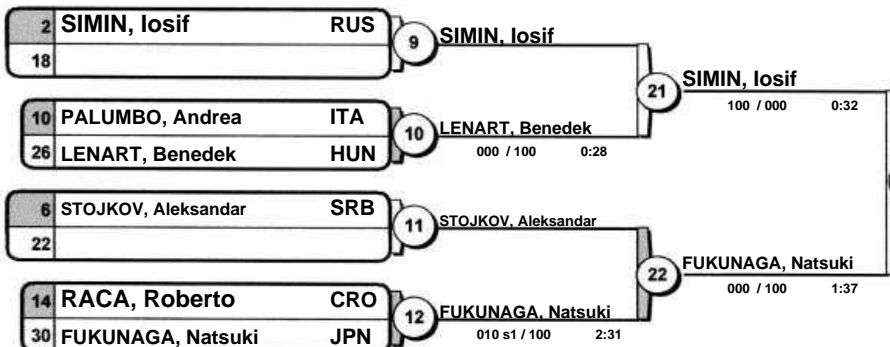 2 SIMIN, Iosif RUS
18
9 SIMIN, Iosif
21 SIMIN, Iosif
100 / 000 0:32
10 PALUMBO, Andrea ITA
26 LENART, Benedek HUN
10 LENART, Benedek
000 / 100 0:28
6 STOJKOV, Aleksandar SRB
22
11 STOJKOV, Aleksandar
22 FUKUNAGA, Natsuki
000 / 100 1:37
14 RACA, Roberto CRO
30 FUKUNAGA, Natsuki JPN
12 FUKUNAGA, Natsuki
010 s1 / 100 2:31